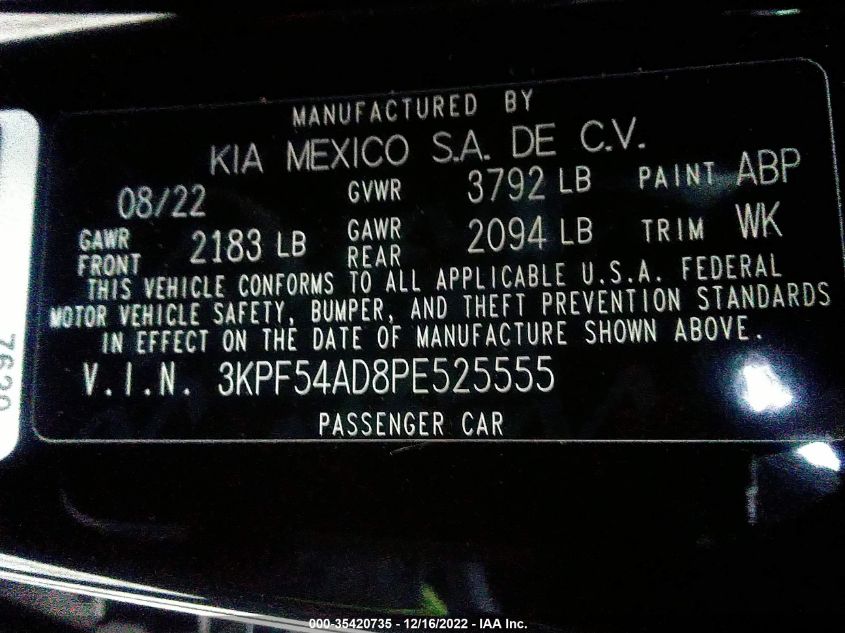 MANUFACTURED BY
KIA MEXICO S.A. DE C.V.
08/22 GVWR 3792 LB PAINT ABP
GAWR FRONT 2183 LB GAWR REAR 2094 LB TRIM WK
THIS VEHICLE CONFORMS TO ALL APPLICABLE U.S.A. FEDERAL
MOTOR VEHICLE SAFETY, BUMPER, AND THEFT PREVENTION STANDARDS
IN EFFECT ON THE DATE OF MANUFACTURE SHOWN ABOVE.
V.I.N. 3KPF54AD8PE525555
PASSENGER CAR
000-35420735 - 12/16/2022 - IAA Inc.